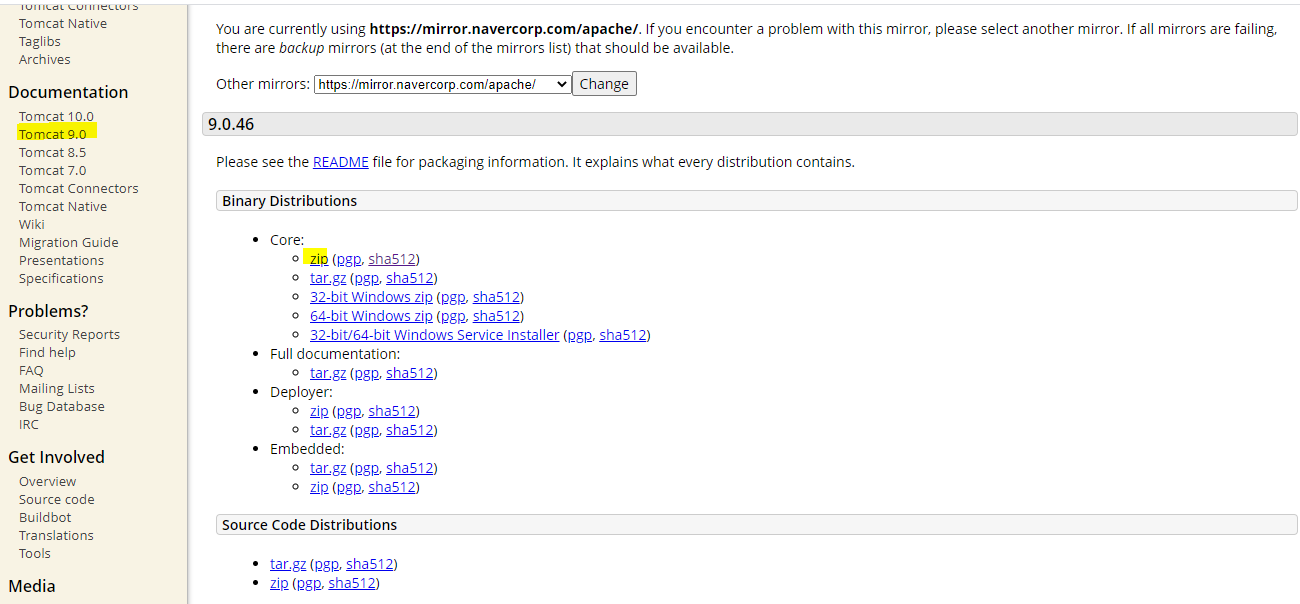 Tomcat Connectors
Tomcat Native
Taglibs
Archives
Documentation
Tomcat 10.0
Tomcat 9.0
Tomcat 8.5
Tomcat 7.0
Tomcat Connectors
Tomcat Native
Wiki
Migration Guide
Presentations
Specifications
Problems?
Security Reports
Find help
FAQ
Mailing Lists
Bug Database
IRC
Get Involved
Overview
Source code
Buildbot
Translations
Tools
Media
You are currently using https://mirror.navercorp.com/apache/. If you encounter a problem with this mirror, please select another mirror. If all mirrors are failing,
there are backup mirrors (at the end of the mirrors list) that should be available.
Other mirrors: https://mirror.navercorp.com/apache/ Change
9.0.46
Please see the README file for packaging information. It explains what every distribution contains.
Binary Distributions
• Core:
zip (pgp, sha512)
tar.gz (pgp, sha512)
32-bit Windows zip (pgp, sha512)
64-bit Windows zip (pgp, sha512)
32-bit/64-bit Windows Service Installer (pgp, sha512)
• Full documentation:
tar.gz (pgp, sha512)
• Deployer:
zip (pgp, sha512)
tar.gz (pgp, sha512)
• Embedded:
tar.gz (pgp, sha512)
zip (pgp, sha512)
Source Code Distributions
• tar.gz (pgp, sha512)
• zip (pgp, sha512)